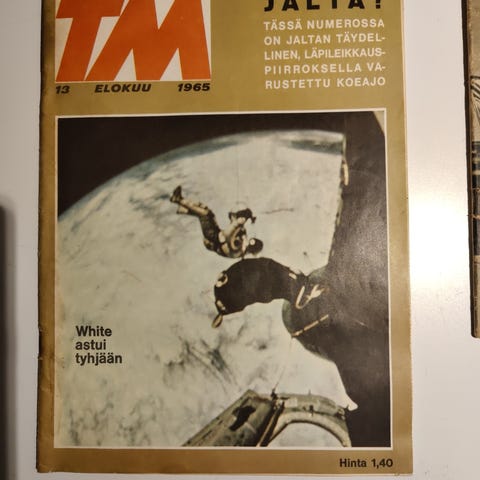 JALTA?
TM
TÄSSÄ NUMEROSSA
ON JALTAN TÄYDEL-
LINEN, LÄPILEIKKAUS-
PIIRROKSELLA VA-
RUSTETTU KOEAJO
13 ELOKUU 1965
White
astui
tyhjään
Hinta 1,40